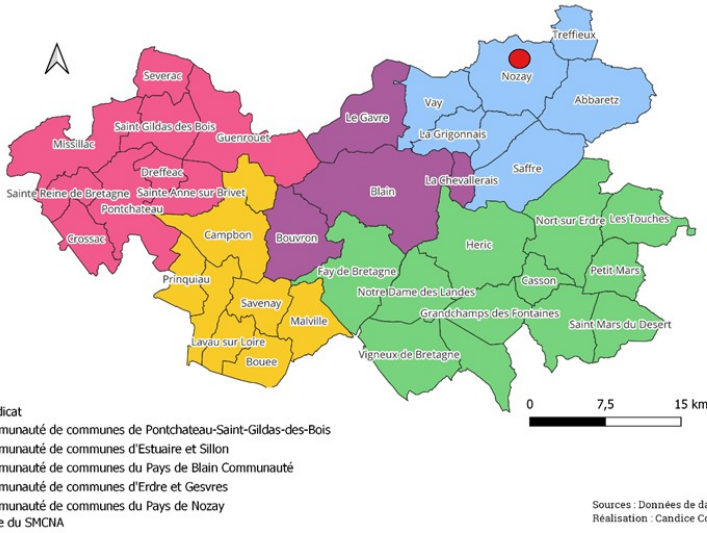 Treffieux
Nozay
Severac
Abbaretz
Vay
Le Gavre
Saint Gildas des Bois
La Grigonnais
Guenrouet
Missillac
Saffre
Dreffeac
La Chevallerais
Sainte Reine de Bretagne
Sainte Anne sur Brivet
Blain
Pontchateau
Nort sur Erdre
Les Touches
Campbon
Crossac
Bouvron
Heric
Fay de Bretagne
Petit Mars
Prinquiau
Casson
Notre Dame des Landes
Savenay
Grandchamps des Fontaines
Malville
Saint Mars du Desert
Lavau sur Loire
Vigneux de Bretagne
Bouee
0 7,5 15 km
dicat
munauté de communes de Pontchateau-Saint-Gildas-des-Bois
munauté de communes d'Estuaire et Sillon
munauté de communes du Pays de Blain Communauté
munauté de communes d'Erdre et Gesvres
munauté de communes du Pays de Nozay
e du SMCNA
Sources : Données de da
Réalisation : Candice Co